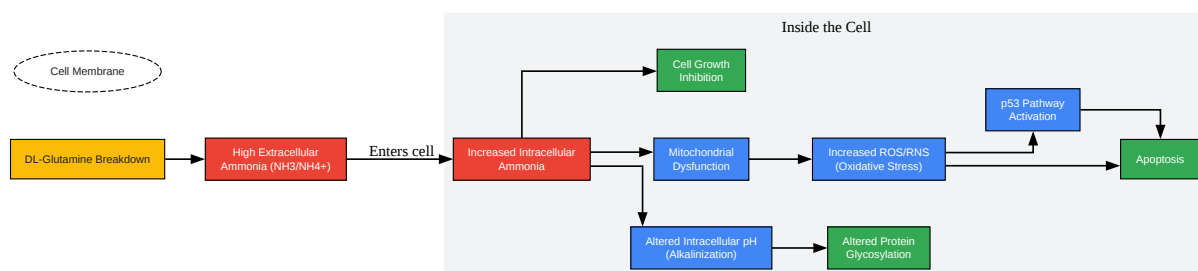 Inside the Cell
Cell Membrane
Cell Growth
Inhibition
p53 Pathway
Activation
DL-Glutamine Breakdown
High Extracellular
Ammonia (NH3/NH4+)
Enters cell
Increased Intracellular
Ammonia
Mitochondrial
Dysfunction
Increased ROS/RNS
(Oxidative Stress)
Apoptosis
Altered Intracellular pH
(Alkalinization)
Altered Protein
Glycosylation